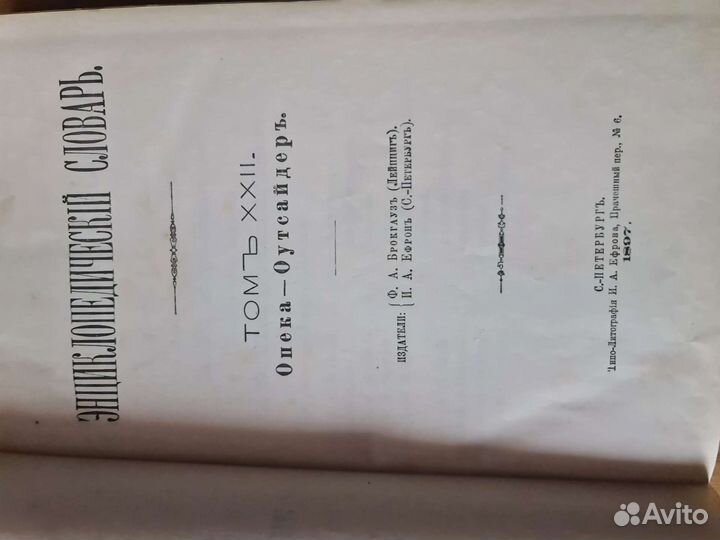 ЭНЦИКЛОПЕДИЧЕСКІЙ СЛОВАРЬ.
ТОМЪ XXII.
Опека—Оутсайдеръ.
ИЗДАТЕЛИ: { Ф. А. БРОКГАУЗЪ (ЛЕЙПЦИГЪ).
И. А. ЕФРОНЪ (С.-ПЕТЕРБУРГЪ).
С.-ПЕТЕРБУРГЪ.
Типо-Литографія И. А. Ефрона, Прачешный пер., № 6.
1897.
Avito